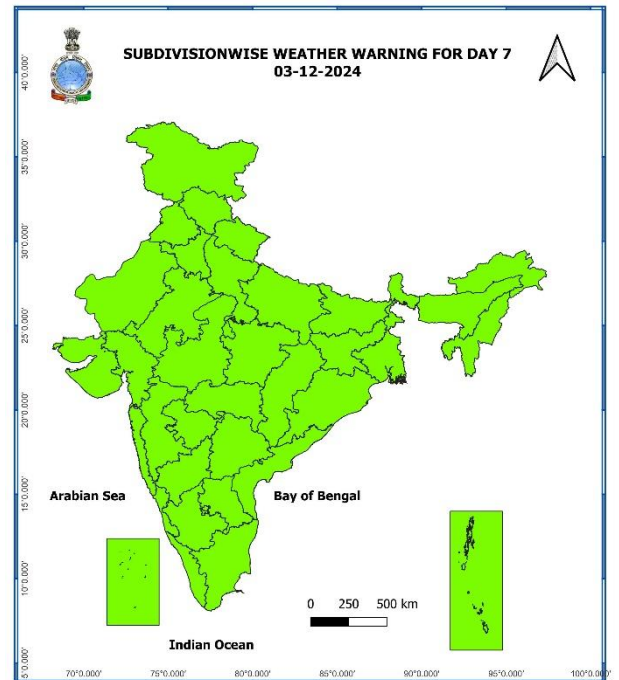 SUBDIVISIONWISE WEATHER WARNING FOR DAY 7
03-12-2024
40°0.000'
35°0.000'
30°0.000'
25°0.000'
20°0.000'
15°0.000'
10°0.000'
5°0.000'
Arabian Sea
Bay of Bengal
0 250 500 km
Indian Ocean
70°0.000' 75°0.000' 80°0.000' 85°0.000' 90°0.000' 95°0.000' 100°0.000'